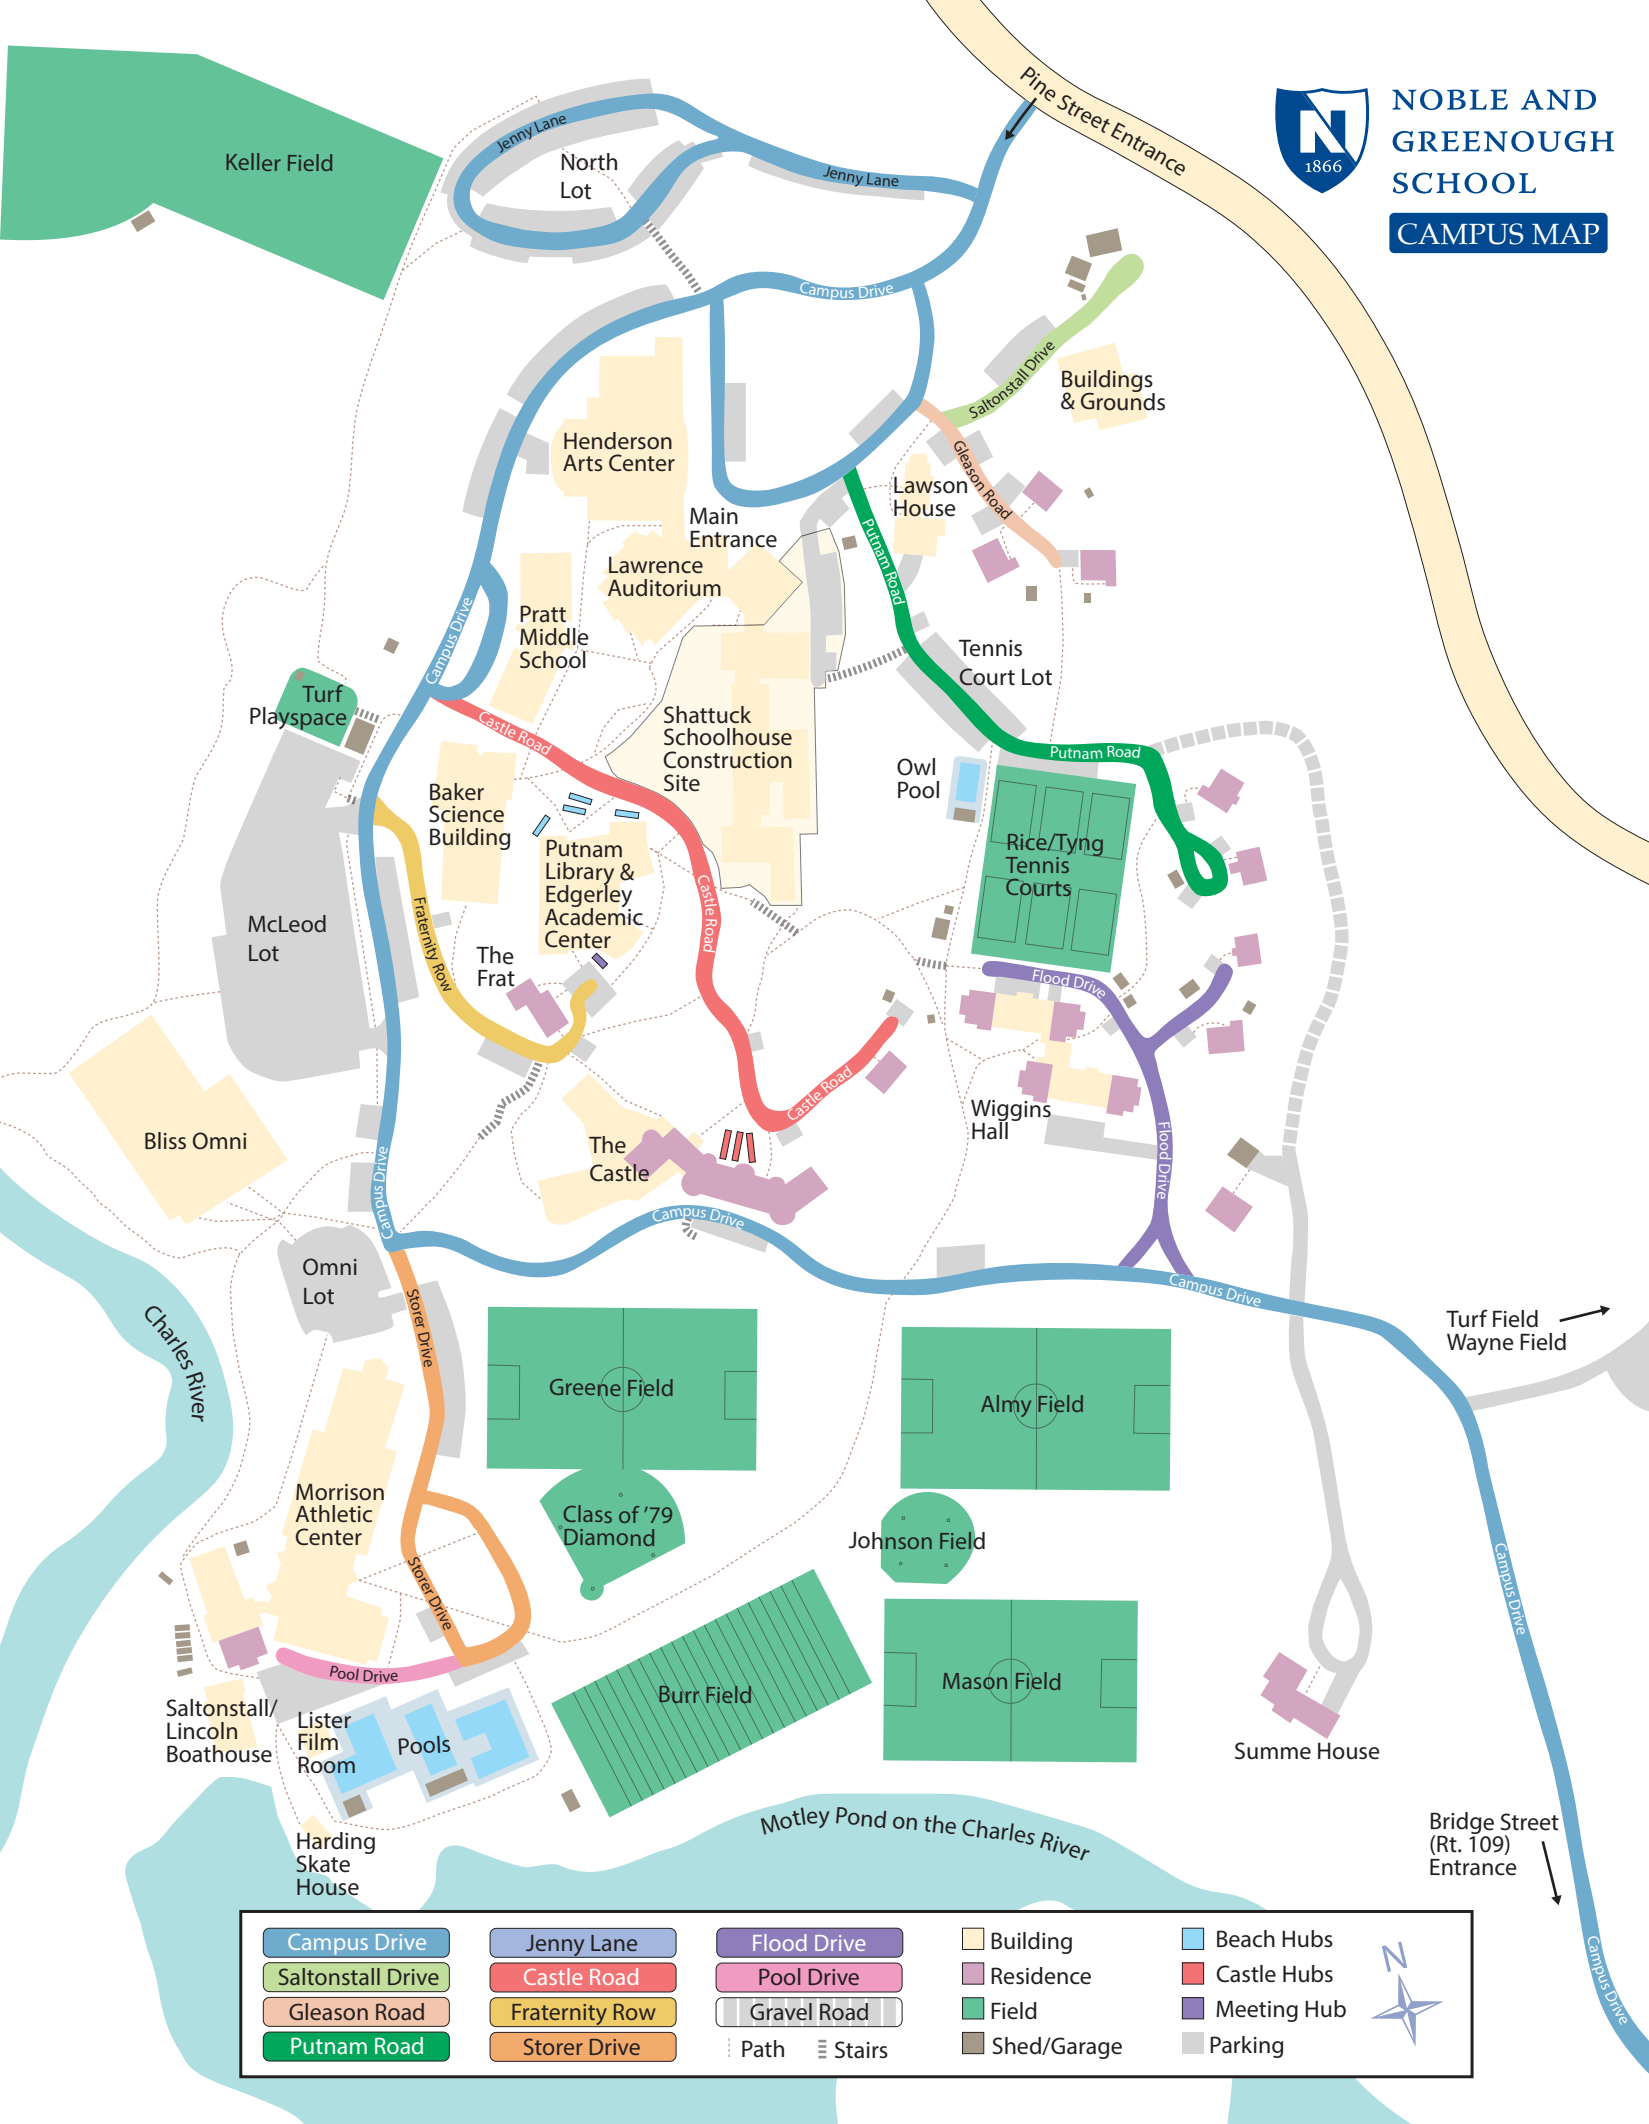 Pine Street Entrance
NOBLE AND
GREENOUGH
SCHOOL
N
1866
CAMPUS MAP
Keller Field
Jenny Lane
North
Lot
Jenny Lane
Campus Drive
Saltonstall Drive
Buildings
& Grounds
Henderson
Arts Center
Gleason Road
Lawson
House
Main
Entrance
Putnam Road
Lawrence
Auditorium
Campus Drive
Pratt
Middle
School
Tennis
Court Lot
Turf
Playspace
Castle Road
Shattuck
Schoolhouse
Construction
Site
Putnam Road
Owl
Pool
Baker
Science
Building
Putnam
Library &
Edgerley
Academic
Center
Rice/Tyng
Tennis
Courts
Castle Road
McLeod
Lot
Fraternity Row
The
Frat
Flood Drive
Castle Road
Wiggins
Hall
Bliss Omni
The
Castle
Flood Drive
Campus Drive
Campus Drive
Omni
Lot
Storer Drive
Campus Drive
Charles River
Turf Field
Wayne Field
Greene Field
Almy Field
Morrison
Athletic
Center
Class of '79
Diamond
Johnson Field
Storer Drive
Campus Drive
Pool Drive
Burr Field
Mason Field
Saltonstall/
Lincoln
Boathouse
Lister
Film
Room
Pools
Summe House
Motley Pond on the Charles River
Bridge Street
(Rt. 109)
Entrance
Harding
Skate
House
Campus Drive
Campus Drive
Saltonstall Drive
Gleason Road
Putnam Road
Jenny Lane
Castle Road
Fraternity Row
Storer Drive
Flood Drive
Pool Drive
Gravel Road
Path
Stairs
Building
Residence
Field
Shed/Garage
Beach Hubs
Castle Hubs
Meeting Hub
Parking
N